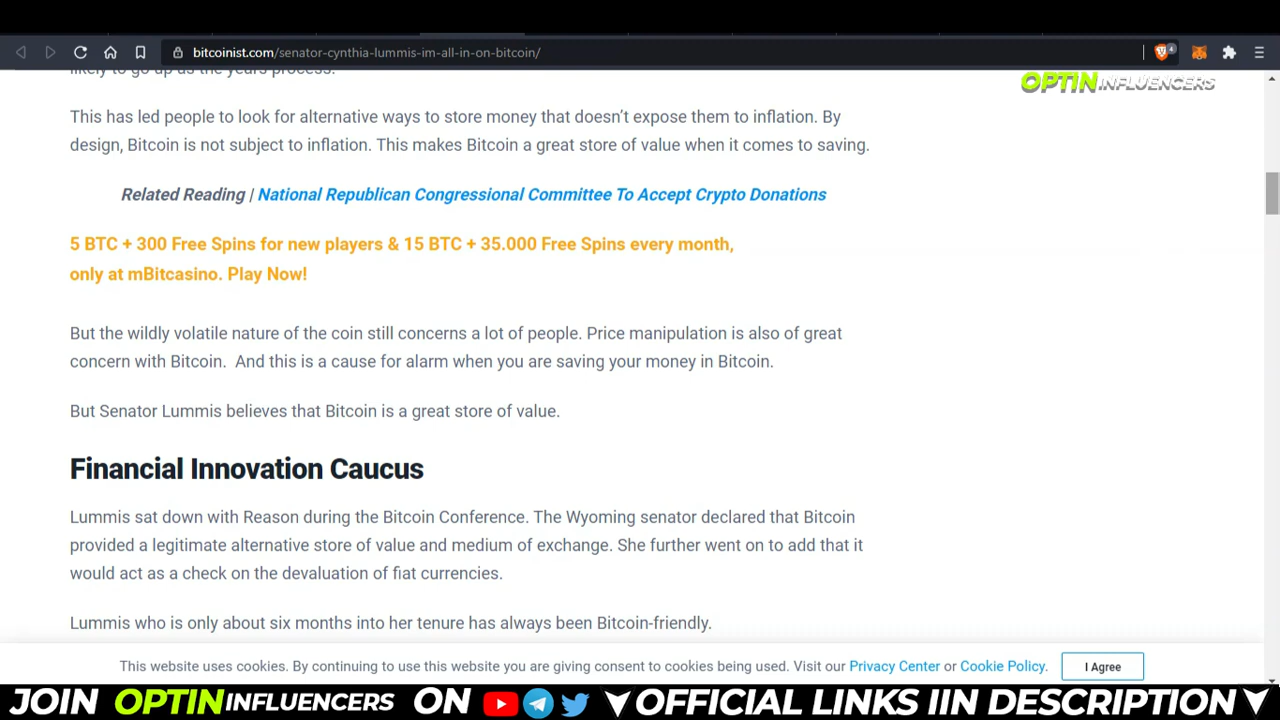 bitcoinist.com/senator-cynthia-lummis-im-all-in-on-bitcoin/
4
likely to go up as the years process.
OPTIN.INFLUENCERS
This has led people to look for alternative ways to store money that doesn’t expose them to inflation. By
design, Bitcoin is not subject to inflation. This makes Bitcoin a great store of value when it comes to saving.
Related Reading | National Republican Congressional Committee To Accept Crypto Donations
5 BTC + 300 Free Spins for new players & 15 BTC + 35.000 Free Spins every month,
only at mBitcasino. Play Now!
But the wildly volatile nature of the coin still concerns a lot of people. Price manipulation is also of great
concern with Bitcoin.  And this is a cause for alarm when you are saving your money in Bitcoin.
But Senator Lummis believes that Bitcoin is a great store of value.
Financial Innovation Caucus
Lummis sat down with Reason during the Bitcoin Conference. The Wyoming senator declared that Bitcoin
provided a legitimate alternative store of value and medium of exchange. She further went on to add that it
would act as a check on the devaluation of fiat currencies.
Lummis who is only about six months into her tenure has always been Bitcoin-friendly.
This website uses cookies. By continuing to use this website you are giving consent to cookies being used. Visit our Privacy Center or Cookie Policy.
I Agree
JOIN OPTININFLUENCERS ON OFFICIAL LINKS IIN DESCRIPTION